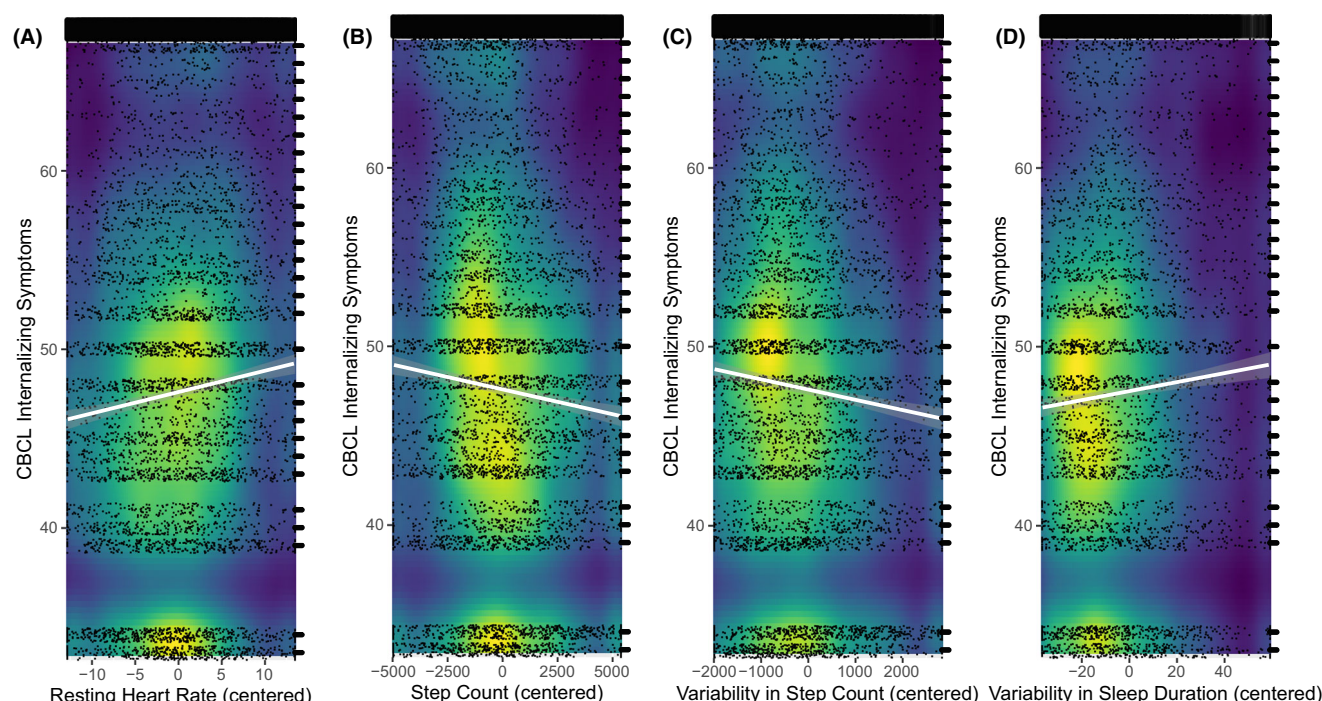 (A) (B) (C) (D)
CBCL Internalizing Symptoms
60
50
40
−10 0 10
Resting Heart Rate (centered)
CBCL Internalizing Symptoms
60
50
40
−5000 −2500 0 2500 5000
Step Count (centered)
CBCL Internalizing Symptoms
60
50
40
−2000 −1000 0 1000 2000
Variability in Step Count (centered)
CBCL Internalizing Symptoms
60
50
40
−20 0 20 40
Variability in Sleep Duration (centered)